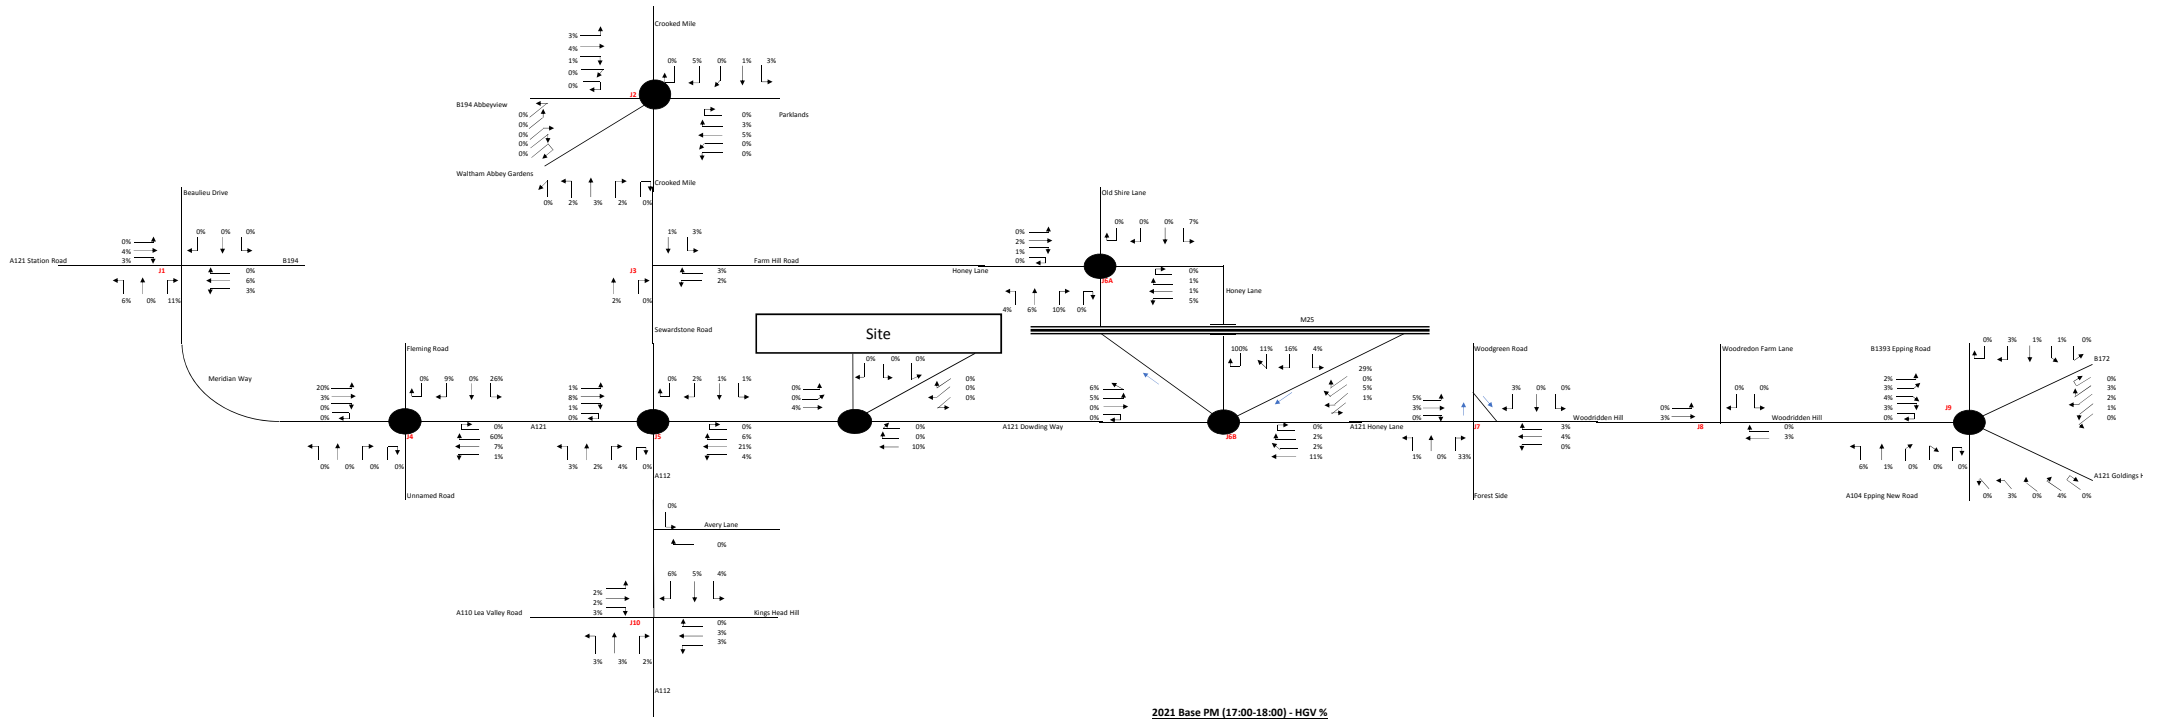 Crooked Mile
3%
4%
1%
0%
0%
0% 5% 0% 1% 3%
J2
B194 Abbeyview
Parklands
0%
0%
0%
0%
0%
0%
3%
5%
0%
0%
Waltham Abbey Gardens
Crooked Mile
0% 2% 3% 2% 0%
Beaulieu Drive
0% 0% 0%
0%
4%
3%
A121 Station Road
J1
B194
0%
6%
3%
6% 0% 11%
1% 3%
J3
Farm Hill Road
3%
2%
2% 0%
Sewardstone Road
Old Shire Lane
0% 0% 0% 7%
0%
2%
1%
0%
Honey Lane
J6A
0%
1%
1%
5%
4% 6% 10% 0%
Honey Lane
M25
Site
Meridian Way
Fleming Road
0% 9% 0% 26%
20%
3%
0%
0%
J4
0%
60%
7%
1%
0% 0% 0% 0%
Unnamed Road
A121
1%
8%
1%
0%
0% 2% 1% 1%
J5
0%
6%
21%
4%
3% 2% 4% 0%
A112
0% 0% 0%
0%
0%
4%
0%
0%
0%
0%
0%
10%
A121 Dowding Way
100% 11% 16% 4%
6%
5%
0%
0%
29%
0%
5%
1%
J6B
0%
2%
2%
11%
A121 Honey Lane
Woodgreen Road
3% 0% 0%
5%
3%
0%
J7
3%
4%
0%
1% 0% 33%
Forest Side
Woodridden Hill
Woodredon Farm Lane
0% 0%
0%
3%
J8
Woodridden Hill
0%
3%
B1393 Epping Road
0% 3% 1% 1% 0%
B172
2%
3%
4%
3%
0%
J9
0%
3%
2%
1%
0%
6% 1% 0% 0% 0%
A104 Epping New Road
0% 3% 0% 4% 0%
A121 Goldings H
0%
Avery Lane
0%
6% 5% 4%
2%
2%
3%
A110 Lea Valley Road
J10
Kings Head Hill
0%
3%
3%
3% 3% 2%
A112
2021 Base PM (17:00-18:00) - HGV %